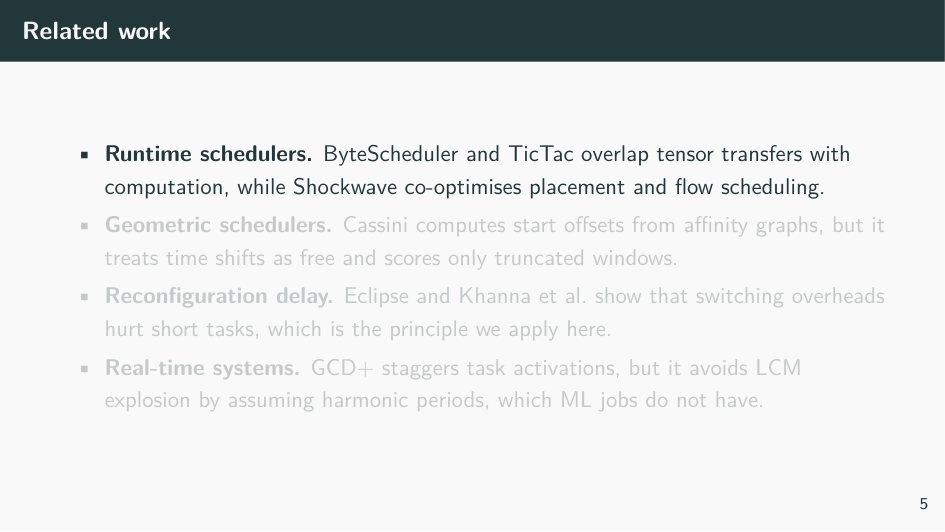 Related work
▪ Runtime schedulers. ByteScheduler and TicTac overlap tensor transfers with
computation, while Shockwave co-optimises placement and flow scheduling.
▪ Geometric schedulers. Cassini computes start offsets from affinity graphs, but it
treats time shifts as free and scores only truncated windows.
▪ Reconfiguration delay. Eclipse and Khanna et al. show that switching overheads
hurt short tasks, which is the principle we apply here.
▪ Real-time systems. GCD+ staggers task activations, but it avoids LCM
explosion by assuming harmonic periods, which ML jobs do not have.
5